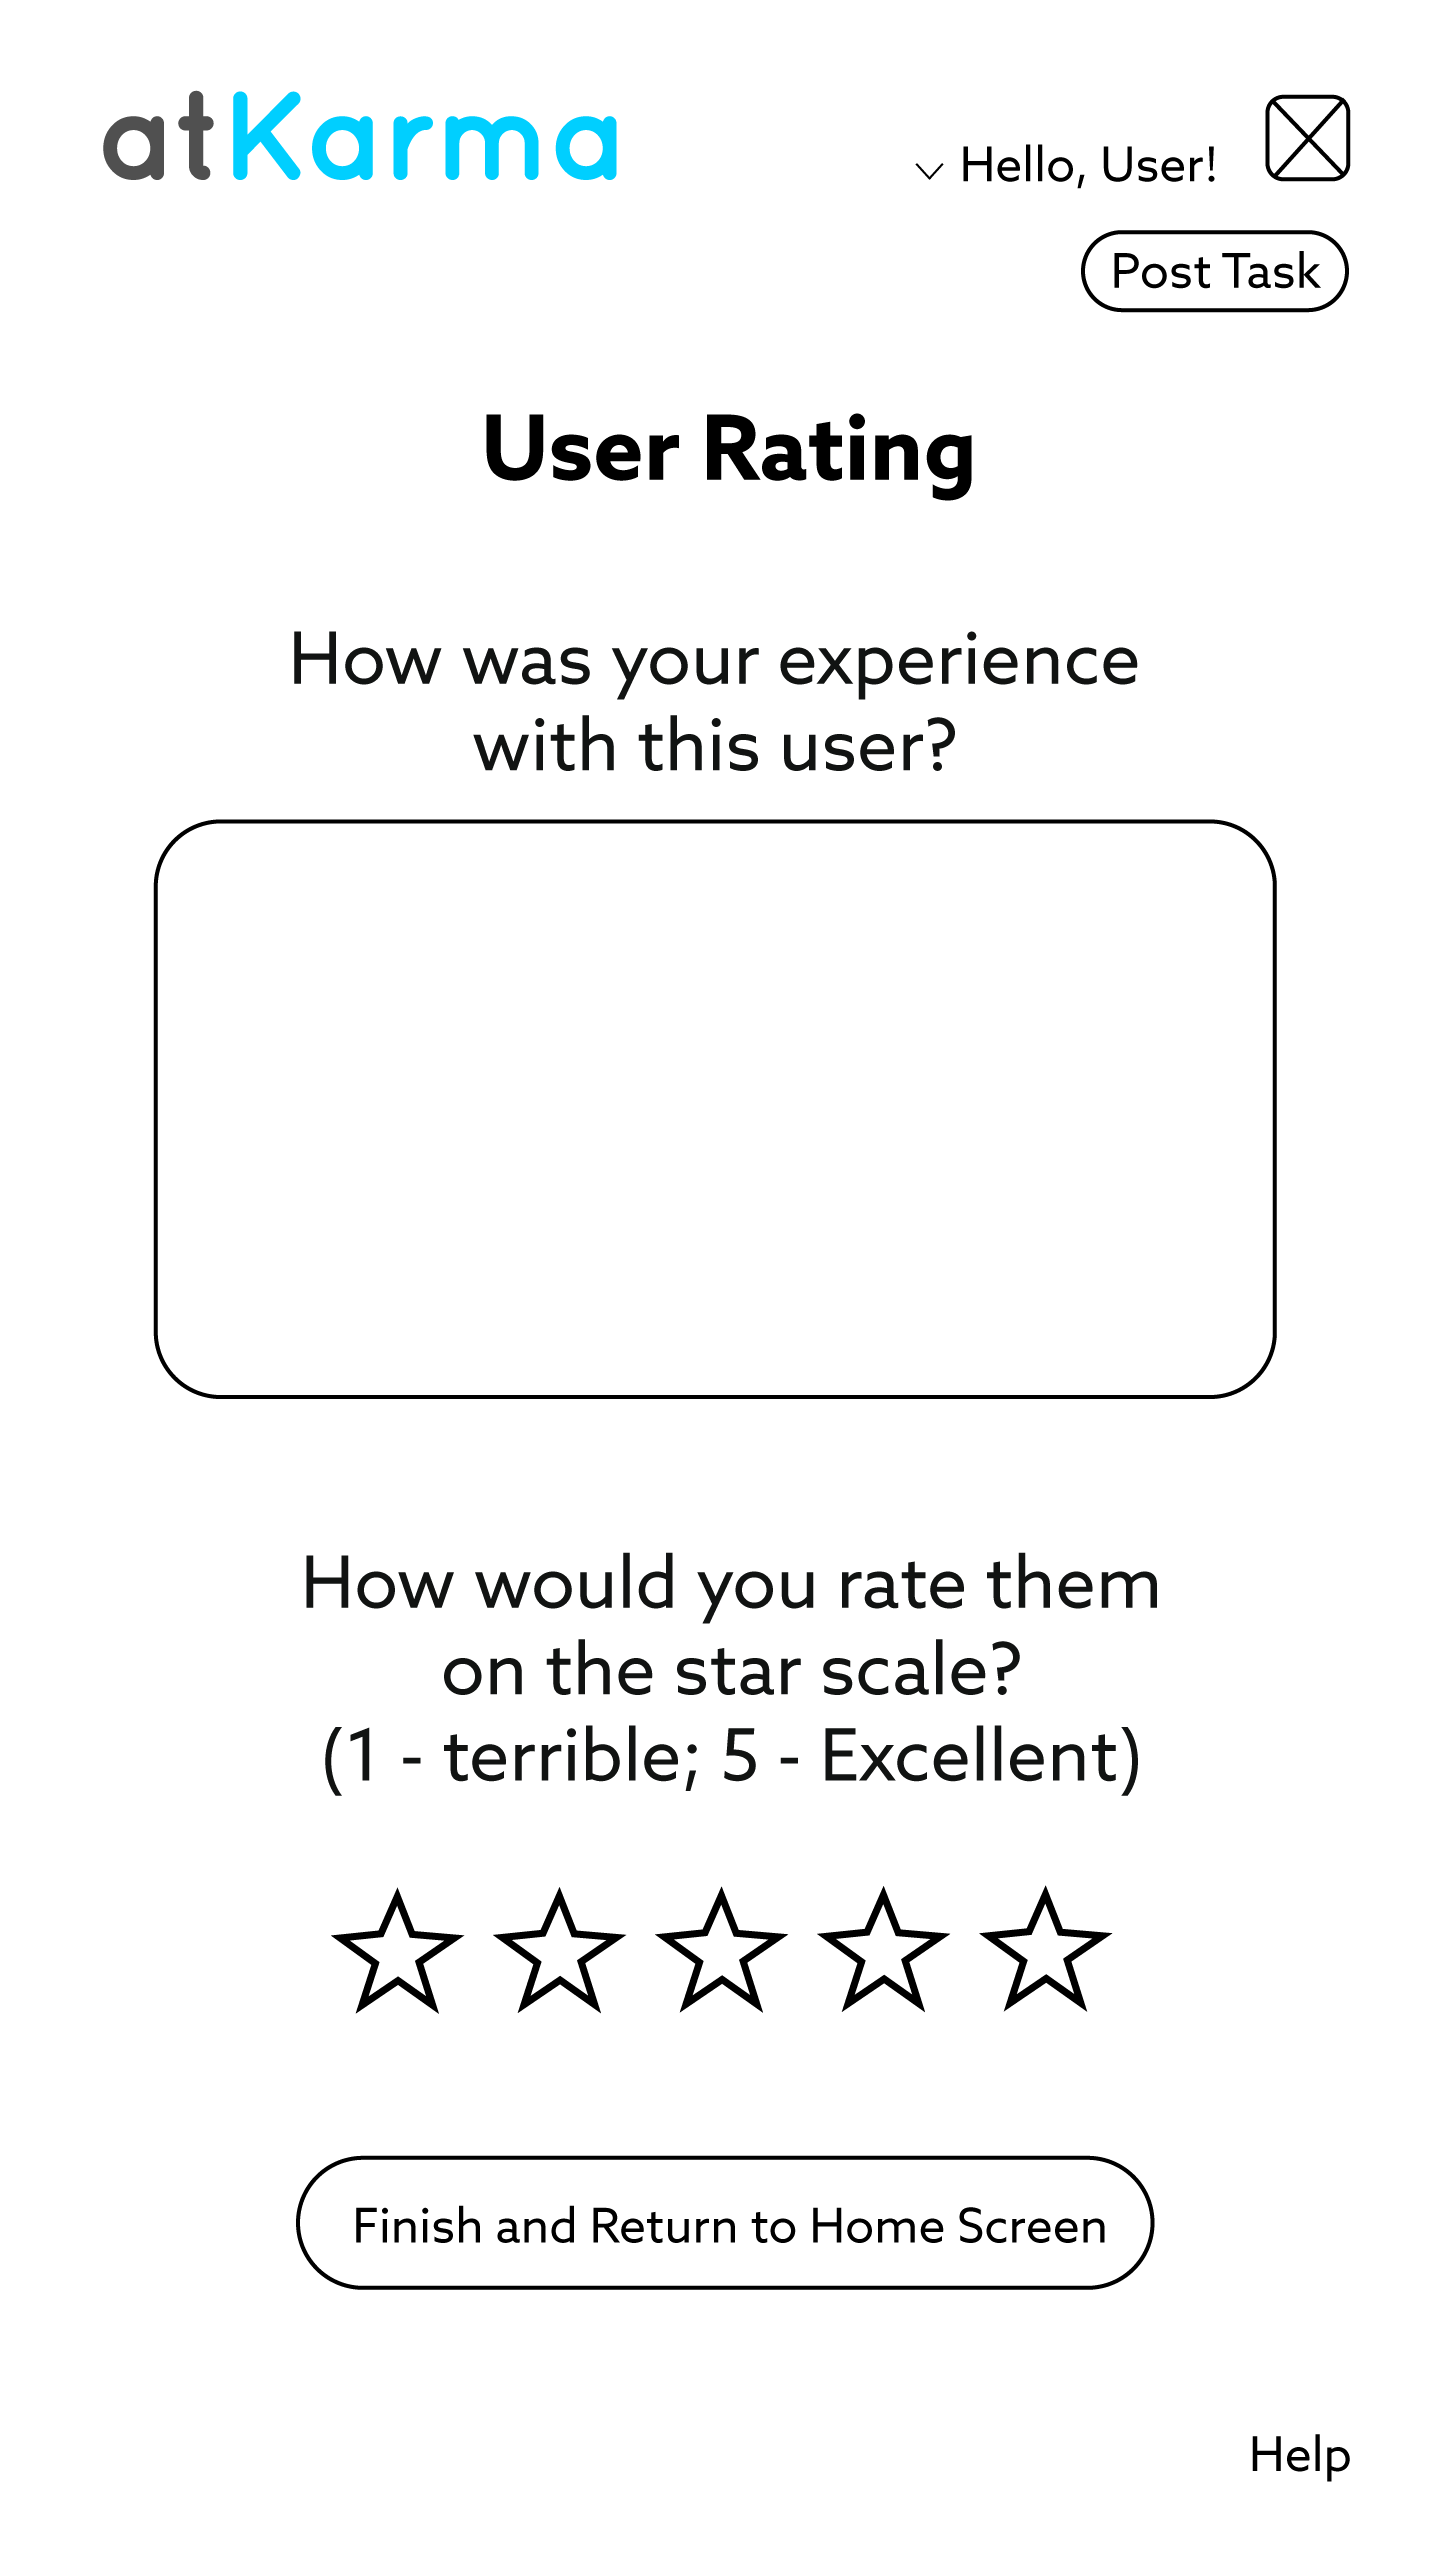 atKarma
Hello, User!
Post Task
User Rating
How was your experience
with this user?
How would you rate them
on the star scale?
(1 - terrible; 5 - Excellent)
Finish and Return to Home Screen
Help